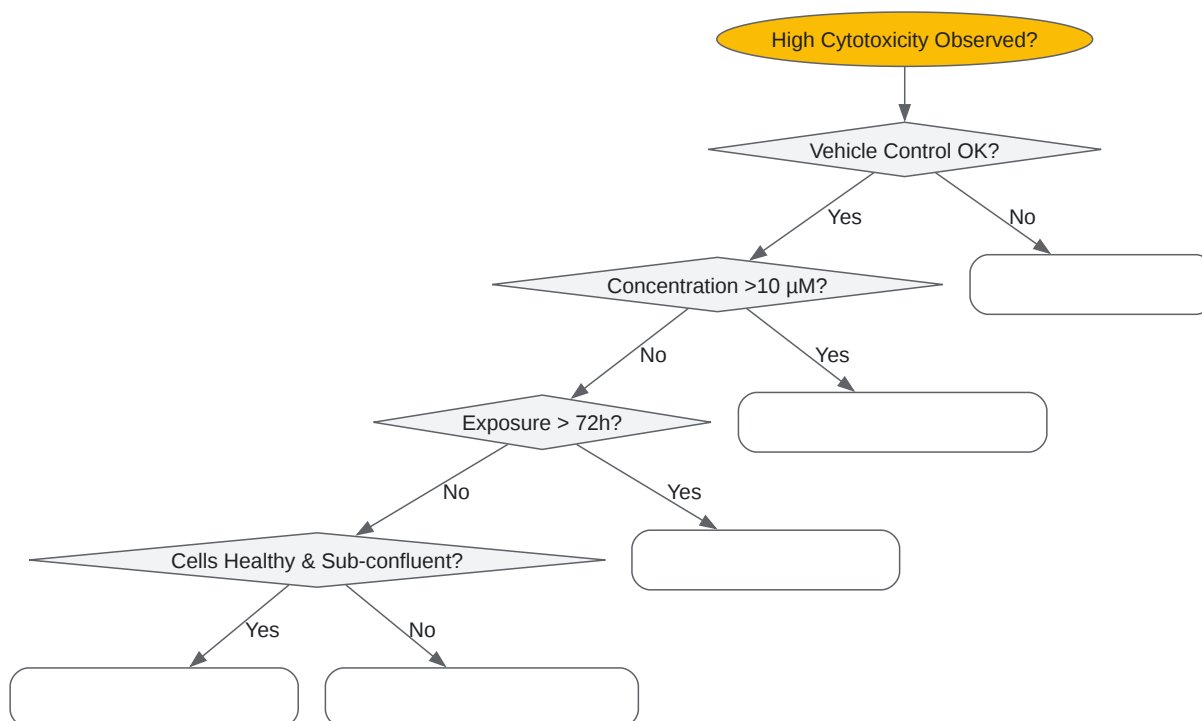 High Cytotoxicity Observed?
Vehicle Control OK?
Yes
No
Concentration >10 µM?
No
Yes
Exposure > 72h?
No
Yes
Cells Healthy & Sub-confluent?
Yes
No